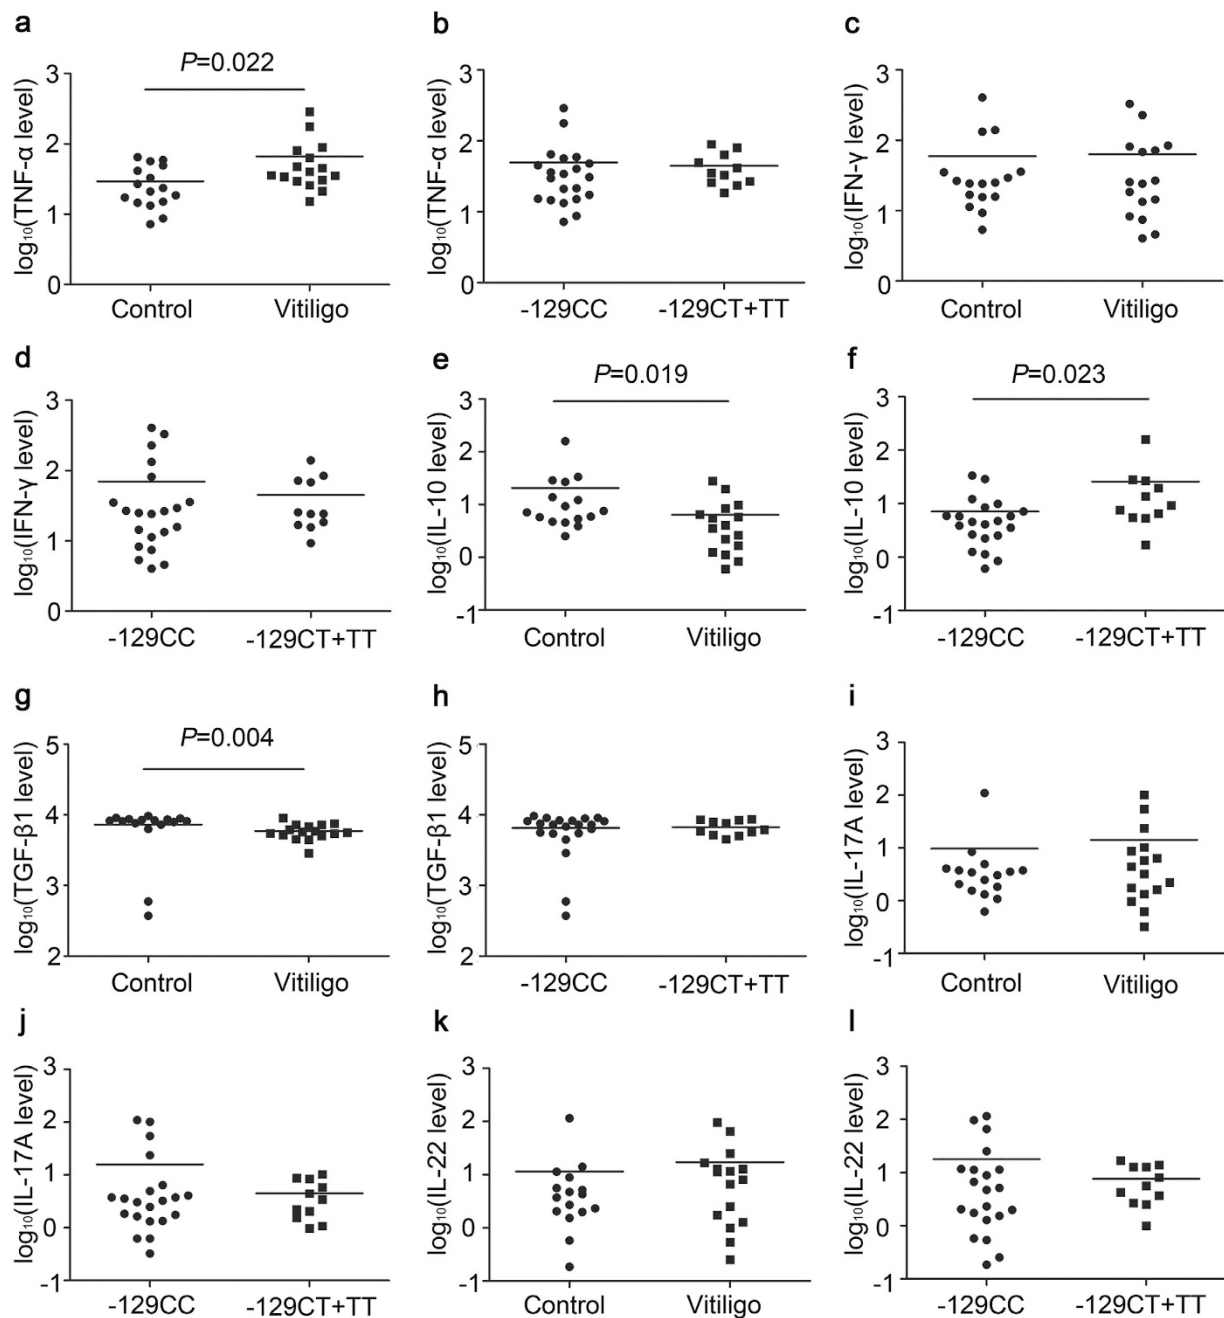 a
P=0.022
log₁₀(TNF-α level)
3
2
1
0
Control Vitiligo
b
log₁₀(TNF-α level)
3
2
1
0
-129CC -129CT+TT
c
log₁₀(IFN-γ level)
3
2
1
0
Control Vitiligo
d
log₁₀(IFN-γ level)
3
2
1
0
-129CC -129CT+TT
e
P=0.019
log₁₀(IL-10 level)
3
2
1
0
-1
Control Vitiligo
f
P=0.023
log₁₀(IL-10 level)
3
2
1
0
-1
-129CC -129CT+TT
g
P=0.004
log₁₀(TGF-β1 level)
5
4
3
2
Control Vitiligo
h
log₁₀(TGF-β1 level)
5
4
3
2
-129CC -129CT+TT
i
log₁₀(IL-17A level)
3
2
1
0
-1
Control Vitiligo
j
log₁₀(IL-17A level)
3
2
1
0
-1
-129CC -129CT+TT
k
log₁₀(IL-22 level)
3
2
1
0
-1
Control Vitiligo
l
log₁₀(IL-22 level)
3
2
1
0
-1
-129CC -129CT+TT